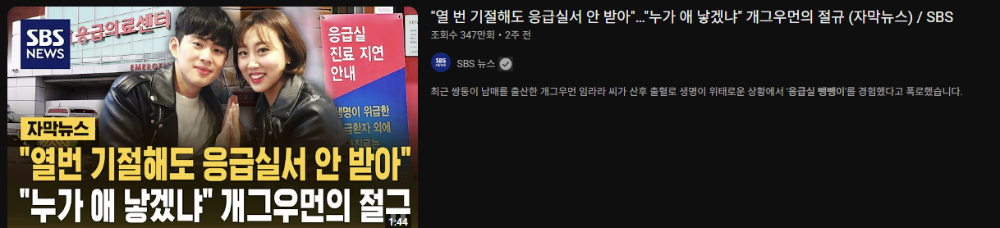 SBS
NEWS
응급의료센터
응급실
진료 지연
안내
생명이 위급한
급환자 외에
자막뉴스
"열번 기절해도 응급실서 안 받아"
"누가 애 낳겠냐" 개그우먼의 절규
1:44
"열 번 기절해도 응급실서 안 받아"…"누가 애 낳겠냐" 개그우먼의 절규 (자막뉴스) / SBS
조회수 347만회 • 2주 전
SBS 뉴스
최근 쌍둥이 남매를 출산한 개그우먼 임라라 씨가 산후 출혈로 생명이 위태로운 상황에서 '응급실 뺑뺑이'를 경험했다고 폭로했습니다.